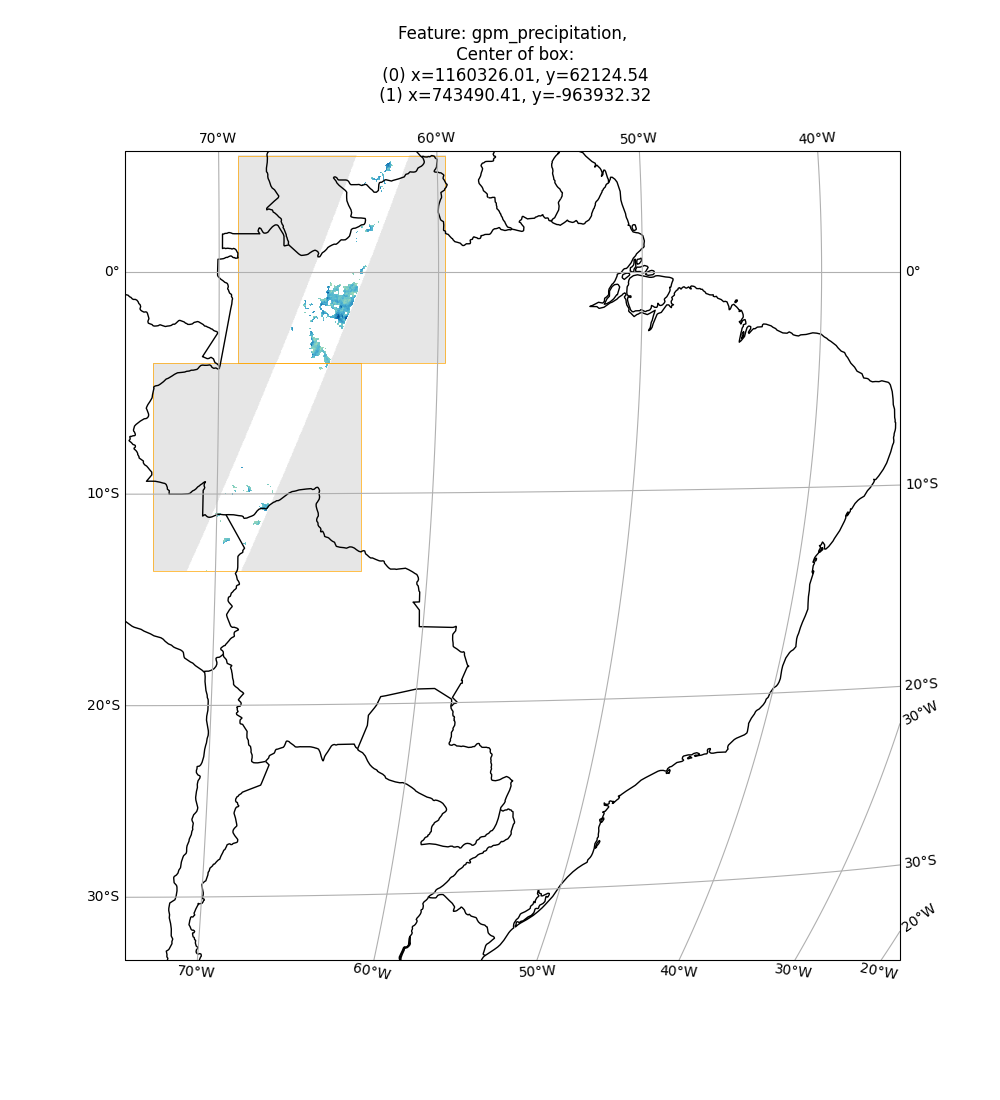 Feature: gpm_precipitation,
Center of box:
(0) x=1160326.01, y=62124.54
(1) x=743490.41, y=-963932.32
70°W 60°W 50°W 40°W
0° 0°
10°S 10°S
20°S 20°S
30°W
30°S 30°S
20°W
70°W 60°W 50°W 40°W 30°W 20°W